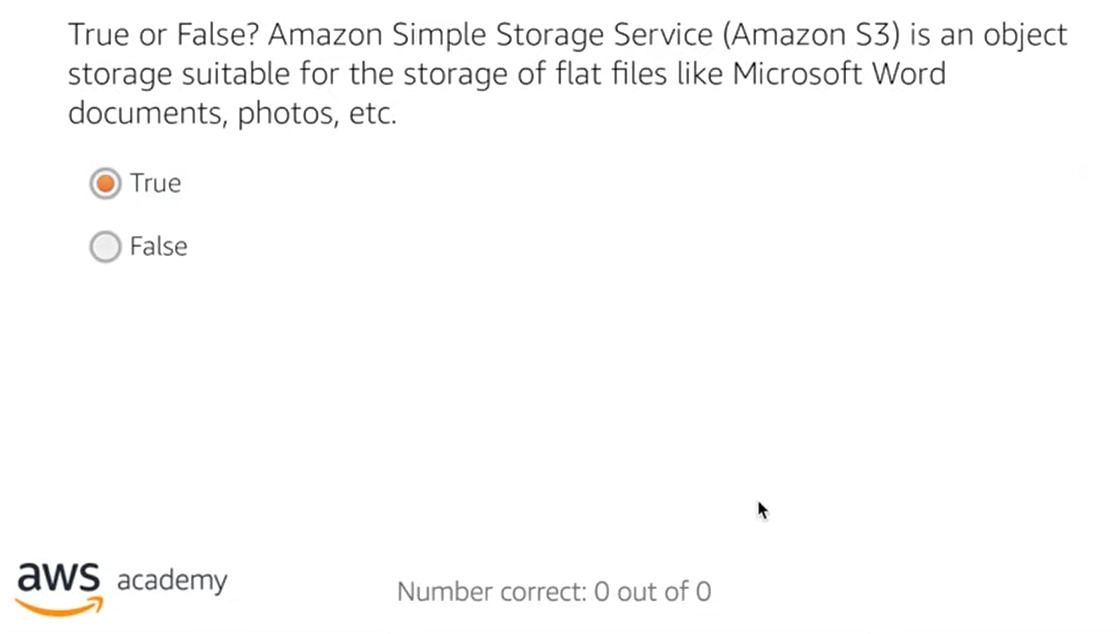 True or False? Amazon Simple Storage Service (Amazon S3) is an object
storage suitable for the storage of flat files like Microsoft Word
documents, photos, etc.
True
False
aws academy
Number correct: 0 out of 0